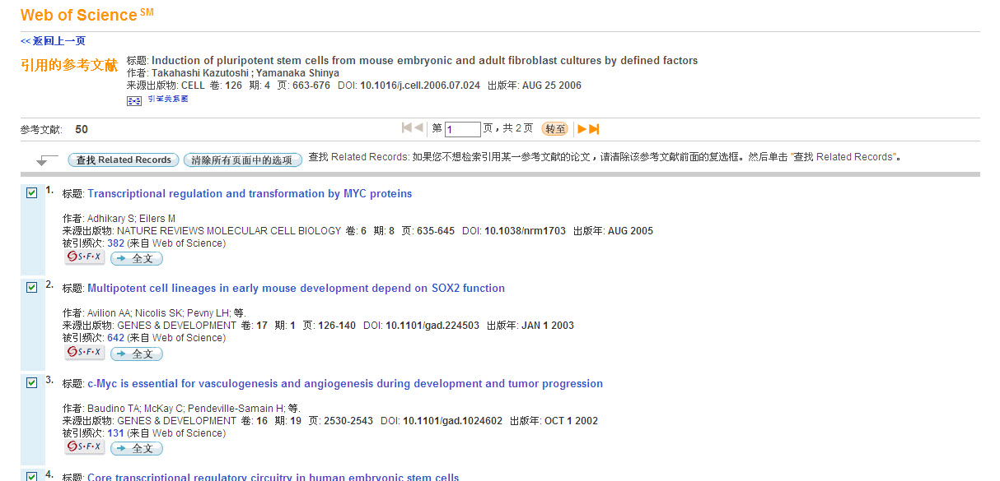 Web of Science SM
<< 返回上一页
引用的参考文献
标题: Induction of pluripotent stem cells from mouse embryonic and adult fibroblast cultures by defined factors
作者: Takahashi Kazutoshi ; Yamanaka Shinya
来源出版物: CELL 卷: 126 期: 4 页: 663-676 DOI: 10.1016/j.cell.2006.07.024 出版年: AUG 25 2006
引证关系图
参考文献: 50
第 1 页，共 2 页 转至
查找 Related Records 清除所有页面中的选项 查找 Related Records: 如果您不想检索引用某一参考文献的论文，请清除该参考文献前面的复选框。然后单击 "查找 Related Records"。
1. 标题: Transcriptional regulation and transformation by MYC proteins
作者: Adhikary S; Eilers M
来源出版物: NATURE REVIEWS MOLECULAR CELL BIOLOGY 卷: 6 期: 8 页: 635-645 DOI: 10.1038/nrm1703 出版年: AUG 2005
被引频次: 382 (来自 Web of Science)
S·F·X 全文
2. 标题: Multipotent cell lineages in early mouse development depend on SOX2 function
作者: Avilion AA; Nicolis SK; Pevny LH; 等.
来源出版物: GENES & DEVELOPMENT 卷: 17 期: 1 页: 126-140 DOI: 10.1101/gad.224503 出版年: JAN 1 2003
被引频次: 642 (来自 Web of Science)
S·F·X 全文
3. 标题: c-Myc is essential for vasculogenesis and angiogenesis during development and tumor progression
作者: Baudino TA; McKay C; Pendeville-Samain H; 等.
来源出版物: GENES & DEVELOPMENT 卷: 16 期: 19 页: 2530-2543 DOI: 10.1101/gad.1024602 出版年: OCT 1 2002
被引频次: 131 (来自 Web of Science)
S·F·X 全文
4. 标题: Core transcriptional regulatory circuitry in human embryonic stem cells